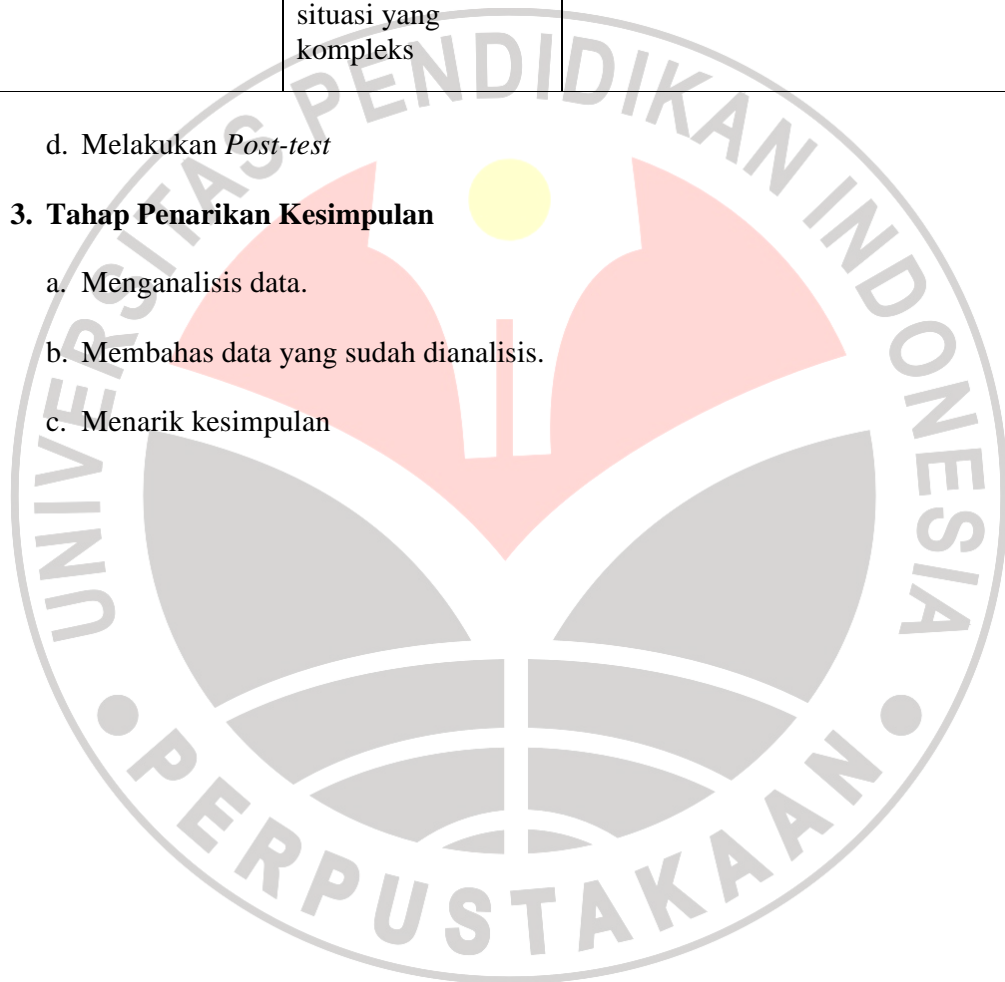 situasi yang
kompleks
d. Melakukan Post-test
3. Tahap Penarikan Kesimpulan
a. Menganalisis data.
b. Membahas data yang sudah dianalisis.
c. Menarik kesimpulan
UNIVERSITAS PENDIDIKAN INDONESIA
PERPUSTAKAAN